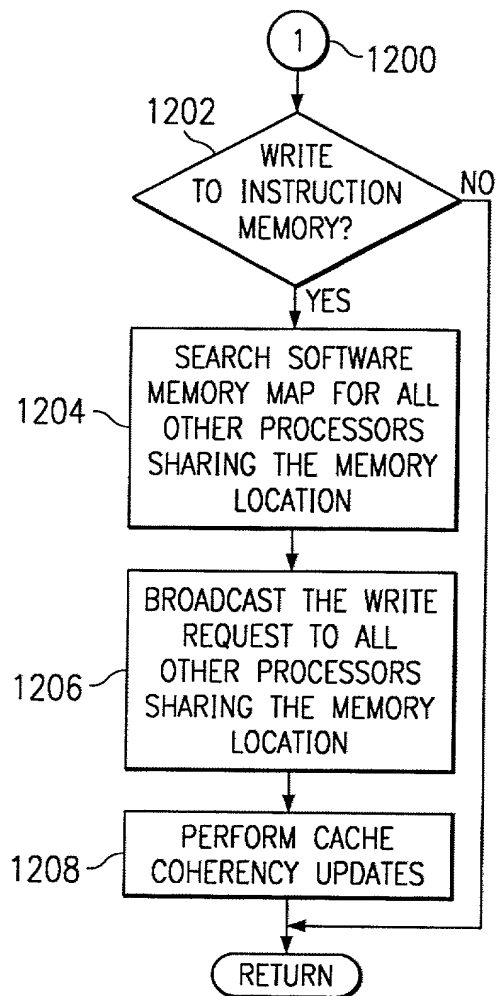 1
1200
1202
WRITE
TO INSTRUCTION
MEMORY?
NO
YES
1204
SEARCH SOFTWARE
MEMORY MAP FOR ALL
OTHER PROCESSORS
SHARING THE MEMORY
LOCATION
1206
BROADCAST THE WRITE
REQUEST TO ALL
OTHER PROCESSORS
SHARING THE MEMORY
LOCATION
1208
PERFORM CACHE
COHERENCY UPDATES
RETURN